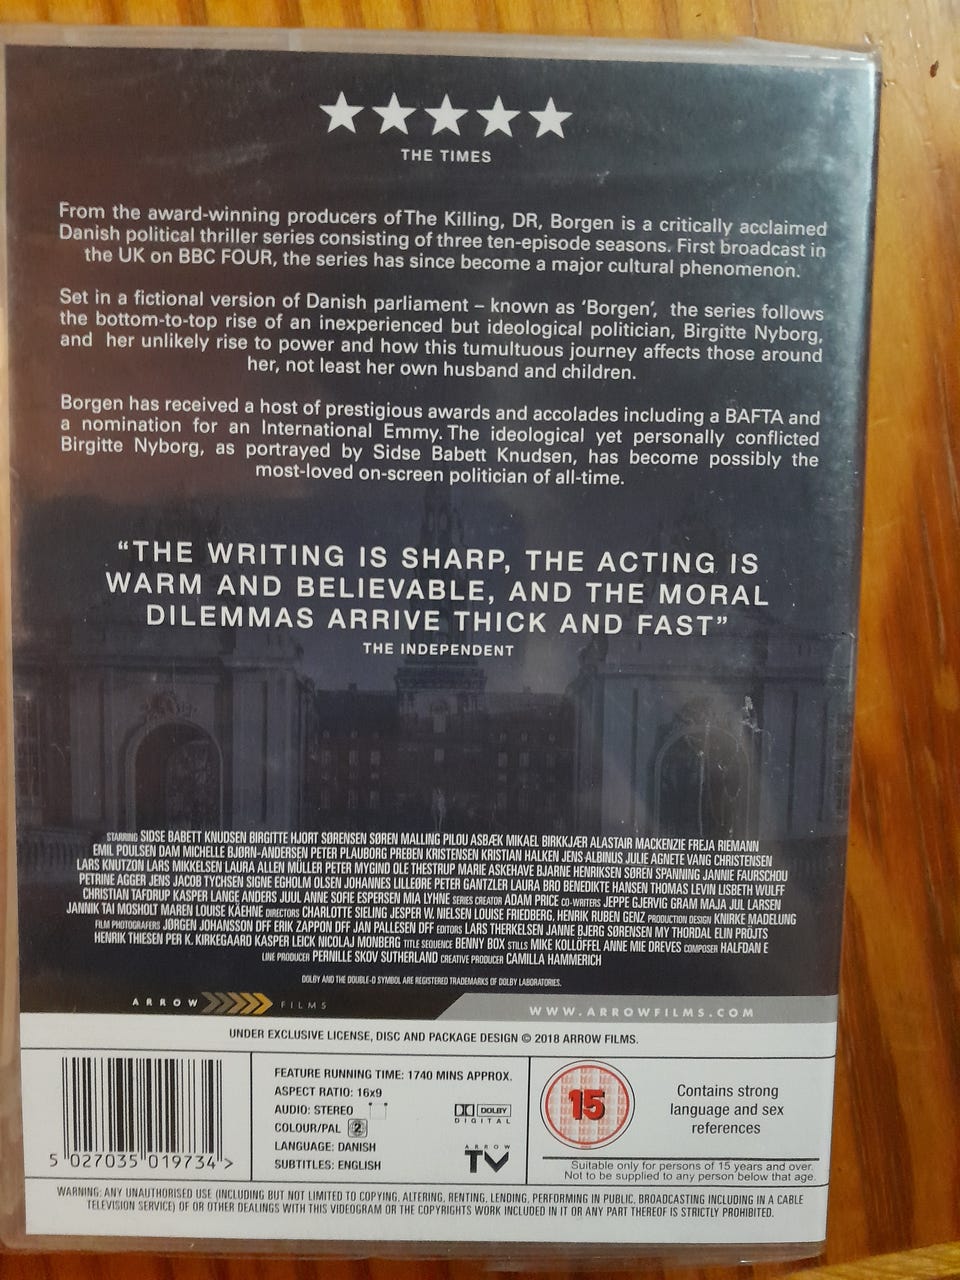 THE TIMES
From the award-winning producers of The Killing, DR, Borgen is a critically acclaimed
Danish political thriller series consisting of three ten-episode seasons. First broadcast in
the UK on BBC FOUR, the series has since become a major cultural phenomenon.
Set in a fictional version of Danish parliament – known as 'Borgen', the series follows
the bottom-to-top rise of an inexperienced but ideological politician, Birgitte Nyborg,
and her unlikely rise to power and how this tumultuous journey affects those around
her, not least her own husband and children.
Borgen has received a host of prestigious awards and accolades including a BAFTA and
a nomination for an International Emmy. The ideological yet personally conflicted
Birgitte Nyborg, as portrayed by Sidse Babett Knudsen, has become possibly the
most-loved on-screen politician of all-time.
“THE WRITING IS SHARP, THE ACTING IS
WARM AND BELIEVABLE, AND THE MORAL
DILEMMAS ARRIVE THICK AND FAST”
THE INDEPENDENT
STARRING SIDSE BABETT KNUDSEN BIRGITTE HJORT SØRENSEN SØREN MALLING PILOU ASBÆK MIKAEL BIRKKJÆR ALASTAIR MACKENZIE FREJA RIEMANN
EMIL POULSEN DAM MICHELLE BJØRN-ANDERSEN PETER PLAUBORG PREBEN KRISTENSEN KRISTIAN HALKEN JENS ALBINUS JULIE AGNETE VANG CHRISTENSEN
LARS KNUTZON LARS MIKKELSEN LAURA ALLEN MÜLLER PETER MYGIND OLE THESTRUP MARIE ASKEHAVE BJARNE HENRIKSEN SØREN SPANNING JANNIE FAURSCHOU
PETRINE AGGER JENS JACOB TYCHSEN SIGNE EGHOLM OLSEN JOHANNES LILLEØRE PETER GANTZLER LAURA BRO BENEDIKTE HANSEN THOMAS LEVIN LISBETH WULFF
CHRISTIAN TAFDRUP KASPER LANGE ANDERS JUUL ANNE SOFIE ESPERSEN MIA LYHNE SERIES CREATOR ADAM PRICE CO-WRITERS JEPPE GJERVIG GRAM MAJA JUL LARSEN
JANNIK TAI MOSHOLT MAREN LOUISE KAEHNE DIRECTORS CHARLOTTE SIELING JESPER W. NIELSEN LOUISE FRIEDBERG, HENRIK RUBEN GENZ PRODUCTION DESIGN KNIRKE MADELUNG
FILM PHOTOGRAFERS JØRGEN JOHANSSON DFF ERIK ZAPPON DFF JAN PALLESEN DFF EDITORS LARS THERKELSEN JANNE BJERG SØRENSEN MY THORDAL ELIN PRÖJTS
HENRIK THIESEN PER K. KIRKEGAARD KASPER LEICK NICOLAJ MONBERG TITLE SEQUENCE BENNY BOX STILLS MIKE KOLLÖFFEL ANNE MIE DREVES COMPOSER HALFDAN E
LINE PRODUCER PERNILLE SKOV SUTHERLAND CREATIVE PRODUCER CAMILLA HAMMERICH
DOLBY AND THE DOUBLE-D SYMBOL ARE REGISTERED TRADEMARKS OF DOLBY LABORATORIES.
ARROW FILMS
WWW.ARROWFILMS.COM
UNDER EXCLUSIVE LICENSE, DISC AND PACKAGE DESIGN © 2018 ARROW FILMS.
FEATURE RUNNING TIME: 1740 MINS APPROX.
ASPECT RATIO: 16x9
AUDIO: STEREO
COLOUR/PAL 2
LANGUAGE: DANISH
SUBTITLES: ENGLISH
DOLBY
DIGITAL
ARROW
TV
5 027035 019734 >
15
Contains strong
language and sex
references
Suitable only for persons of 15 years and over.
Not to be supplied to any person below that age.
WARNING: ANY UNAUTHORISED USE (INCLUDING BUT NOT LIMITED TO COPYING, ALTERING, RENTING, LENDING, PERFORMING IN PUBLIC, BROADCASTING INCLUDING IN A CABLE
TELEVISION SERVICE) OF OR OTHER DEALINGS WITH THIS VIDEOGRAM OR THE COPYRIGHTS WORK INCLUDED IN IT OR ANY PART THEREOF IS STRICTLY PROHIBITED.